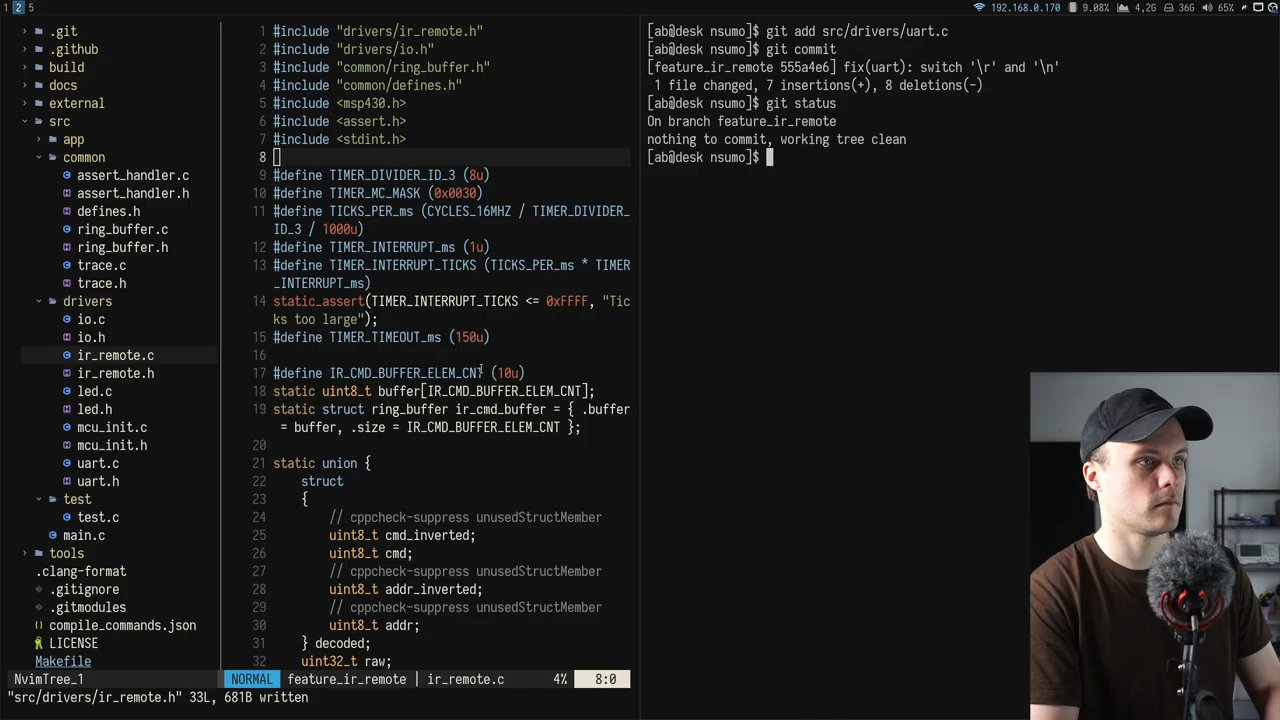 1 2 5
192.168.0.170 9.08% 4,2G 36G 65%
.git
.github
build
docs
external
src
app
common
assert_handler.c
assert_handler.h
defines.h
ring_buffer.c
ring_buffer.h
trace.c
trace.h
drivers
io.c
io.h
ir_remote.c
ir_remote.h
led.c
led.h
mcu_init.c
mcu_init.h
uart.c
uart.h
test
test.c
main.c
tools
.clang-format
.gitignore
.gitmodules
compile_commands.json
LICENSE
Makefile
NvimTree_1
1 #include "drivers/ir_remote.h"
2 #include "drivers/io.h"
3 #include "common/ring_buffer.h"
4 #include "common/defines.h"
5 #include <msp430.h>
6 #include <assert.h>
7 #include <stdint.h>
8
9 #define TIMER_DIVIDER_ID_3 (8u)
10 #define TIMER_MC_MASK (0x0030)
11 #define TICKS_PER_ms (CYCLES_16MHZ / TIMER_DIVIDER_
ID_3 / 1000u)
12 #define TIMER_INTERRUPT_ms (1u)
13 #define TIMER_INTERRUPT_TICKS (TICKS_PER_ms * TIMER
_INTERRUPT_ms)
14 static_assert(TIMER_INTERRUPT_TICKS <= 0xFFFF, "Tic
ks too large");
15 #define TIMER_TIMEOUT_ms (150u)
16
17 #define IR_CMD_BUFFER_ELEM_CNT (10u)
18 static uint8_t buffer[IR_CMD_BUFFER_ELEM_CNT];
19 static struct ring_buffer ir_cmd_buffer = { .buffer
= buffer, .size = IR_CMD_BUFFER_ELEM_CNT };
20
21 static union {
22 struct
23 {
24 // cppcheck-suppress unusedStructMember
25 uint8_t cmd_inverted;
26 uint8_t cmd;
27 // cppcheck-suppress unusedStructMember
28 uint8_t addr_inverted;
29 // cppcheck-suppress unusedStructMember
30 uint8_t addr;
31 } decoded;
32 uint32_t raw;
NORMAL feature_ir_remote | ir_remote.c 4% 8:0
"src/drivers/ir_remote.h" 33L, 681B written
[ab@desk nsumo]$ git add src/drivers/uart.c
[ab@desk nsumo]$ git commit
[feature_ir_remote 555a4e6] fix(uart): switch '\r' and '\n'
1 file changed, 7 insertions(+), 8 deletions(-)
[ab@desk nsumo]$ git status
On branch feature_ir_remote
nothing to commit, working tree clean
[ab@desk nsumo]$